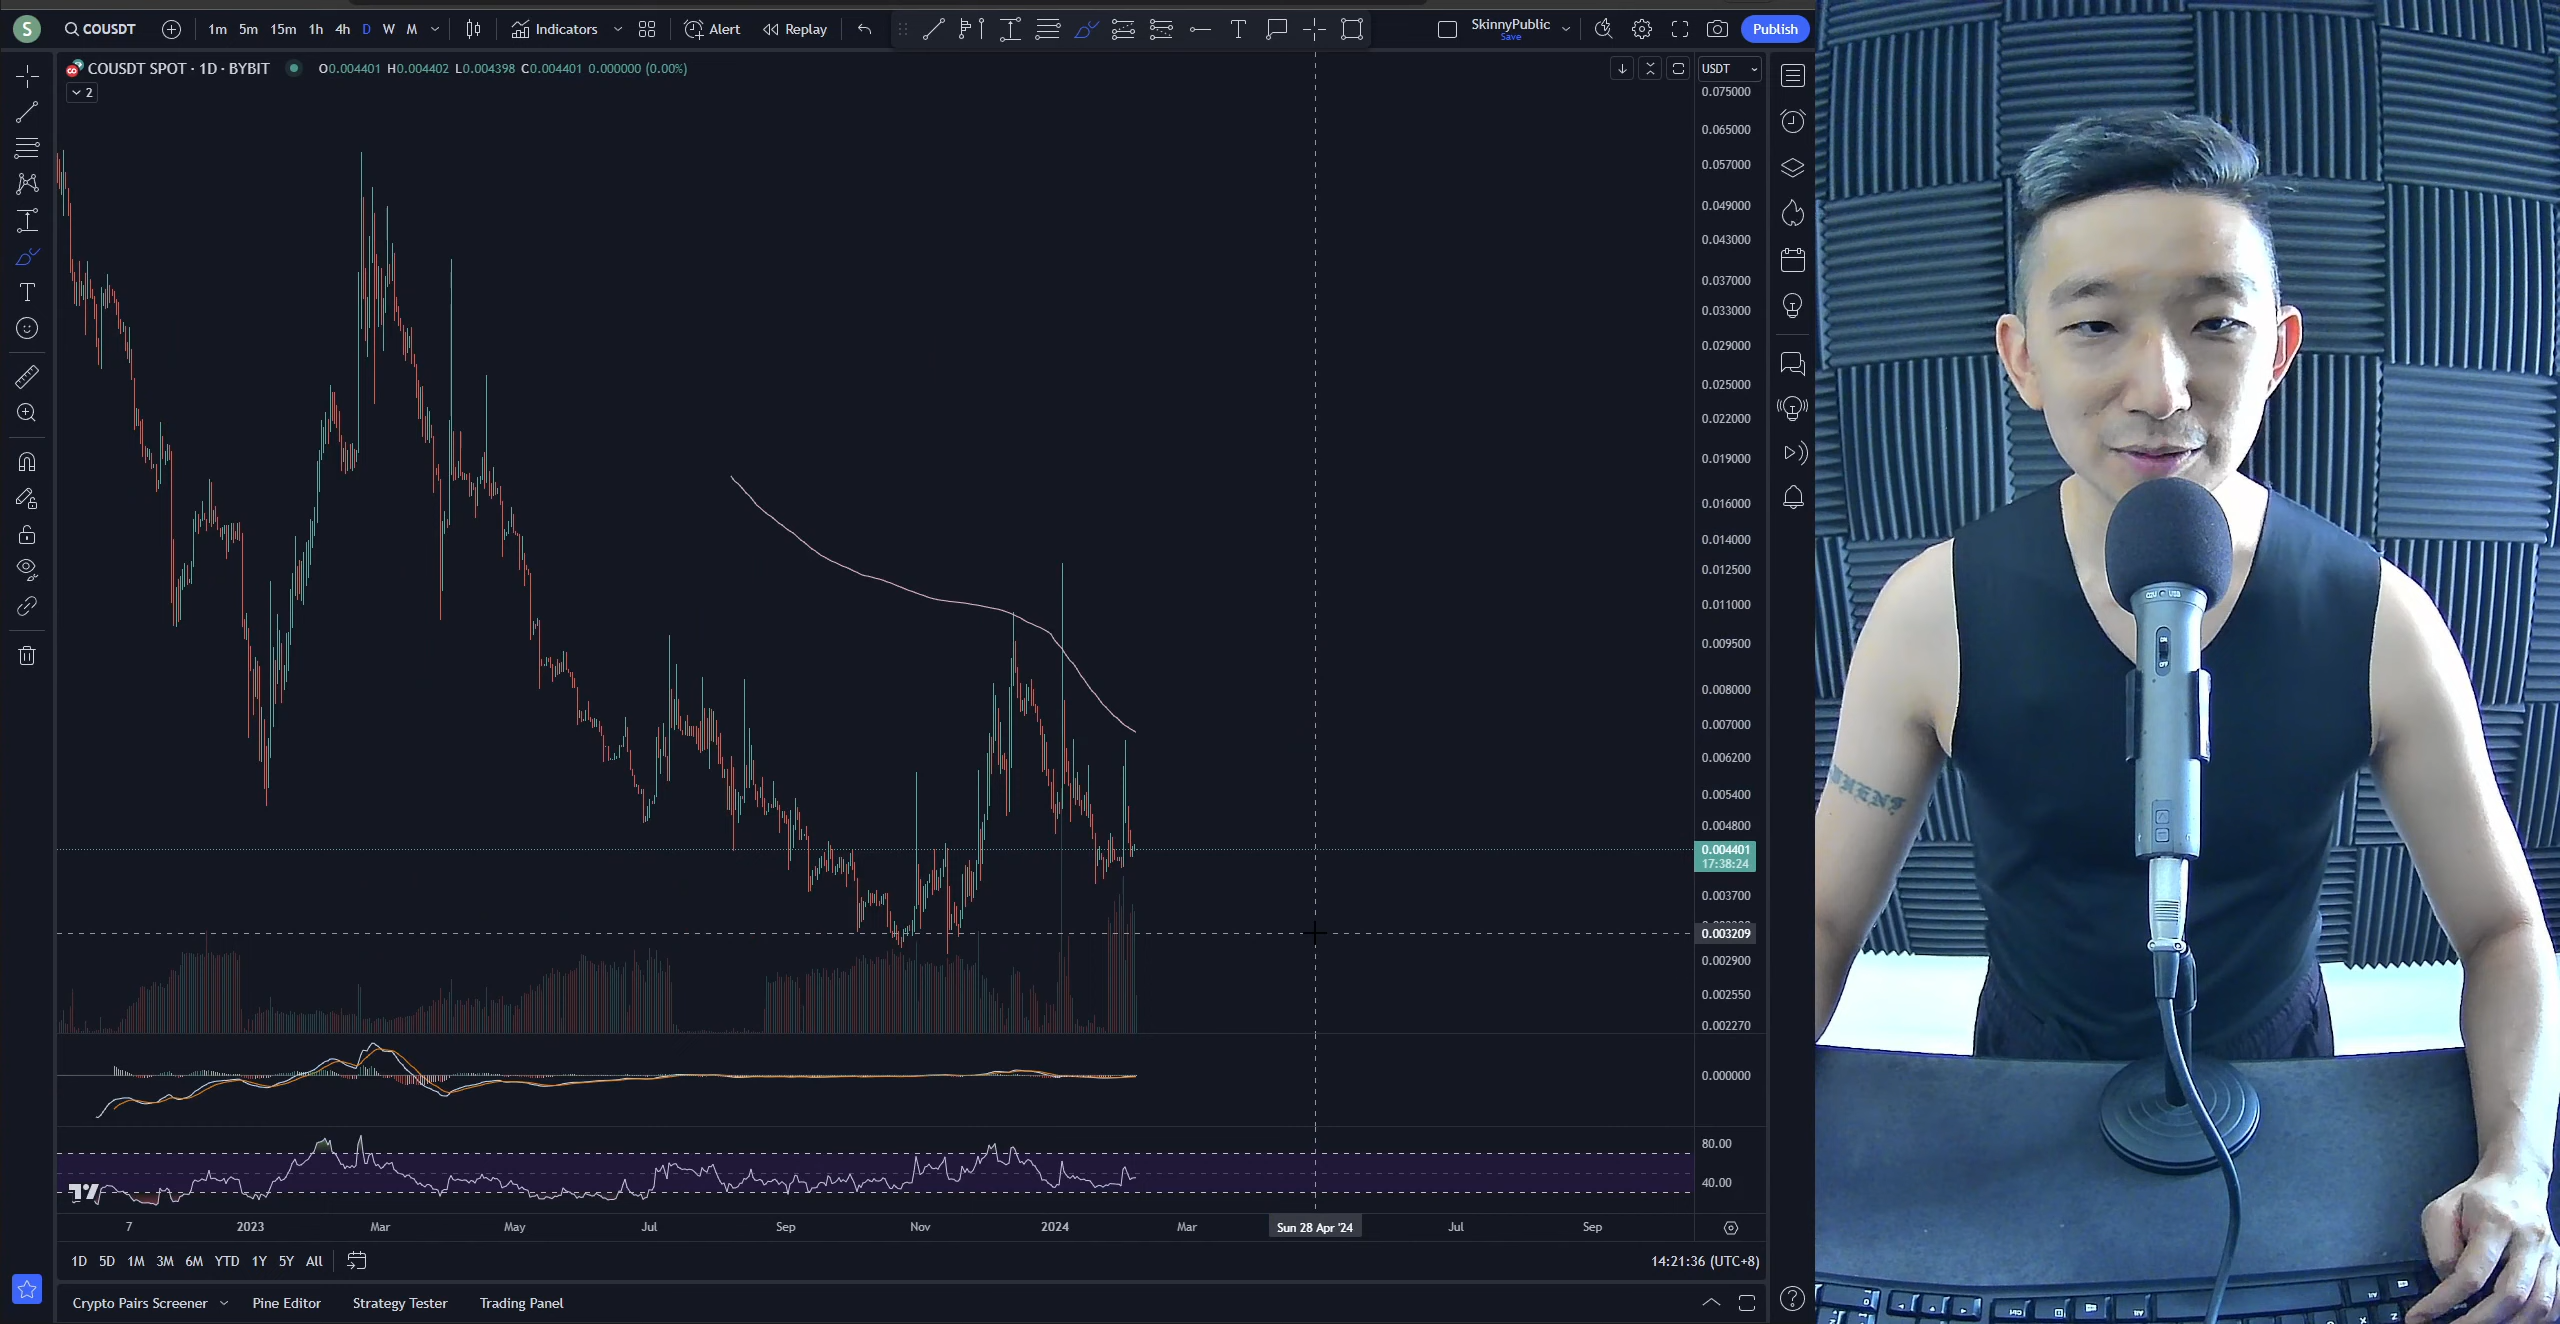 S
COUSDT
1m 5m 15m 1h 4h D W M
Indicators
Alert
Replay
SkinnyPublic
Save
Publish
COUSDT SPOT · 1D · BYBIT
O0.004401 H0.004402 L0.004398 C0.004401 0.000000 (0.00%)
2
USDT
0.075000
0.065000
0.057000
0.049000
0.043000
0.037000
0.033000
0.029000
0.025000
0.022000
0.019000
0.016000
0.014000
0.012500
0.011000
0.009500
0.008000
0.007000
0.006200
0.005400
0.004800
0.004401
17:38:24
0.003700
0.003209
0.002900
0.002550
0.002270
0.000000
80.00
40.00
7 2023 Mar May Jul Sep Nov 2024 Mar Sun 28 Apr '24 Jul Sep
1D 5D 1M 3M 6M YTD 1Y 5Y All
14:21:36 (UTC+8)
Crypto Pairs Screener Pine Editor Strategy Tester Trading Panel
ON
OFF